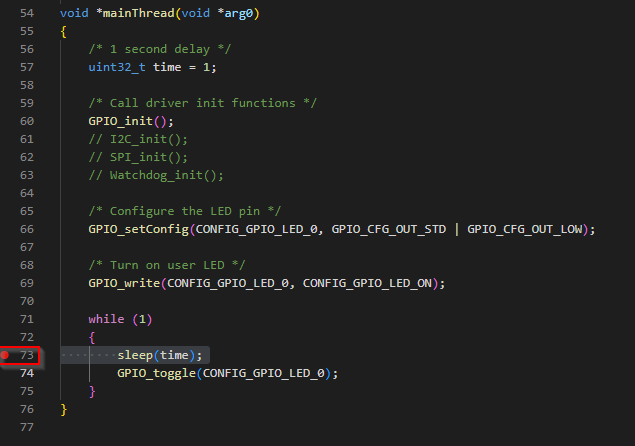 54 void *mainThread(void *arg0)
55 {
56     /* 1 second delay */
57     uint32_t time = 1;
58
59     /* Call driver init functions */
60     GPIO_init();
61     // I2C_init();
62     // SPI_init();
63     // Watchdog_init();
64
65     /* Configure the LED pin */
66     GPIO_setConfig(CONFIG_GPIO_LED_0, GPIO_CFG_OUT_STD | GPIO_CFG_OUT_LOW);
67
68     /* Turn on user LED */
69     GPIO_write(CONFIG_GPIO_LED_0, CONFIG_GPIO_LED_ON);
70
71     while (1)
72     {
73         sleep(time);
74         GPIO_toggle(CONFIG_GPIO_LED_0);
75     }
76 }
77